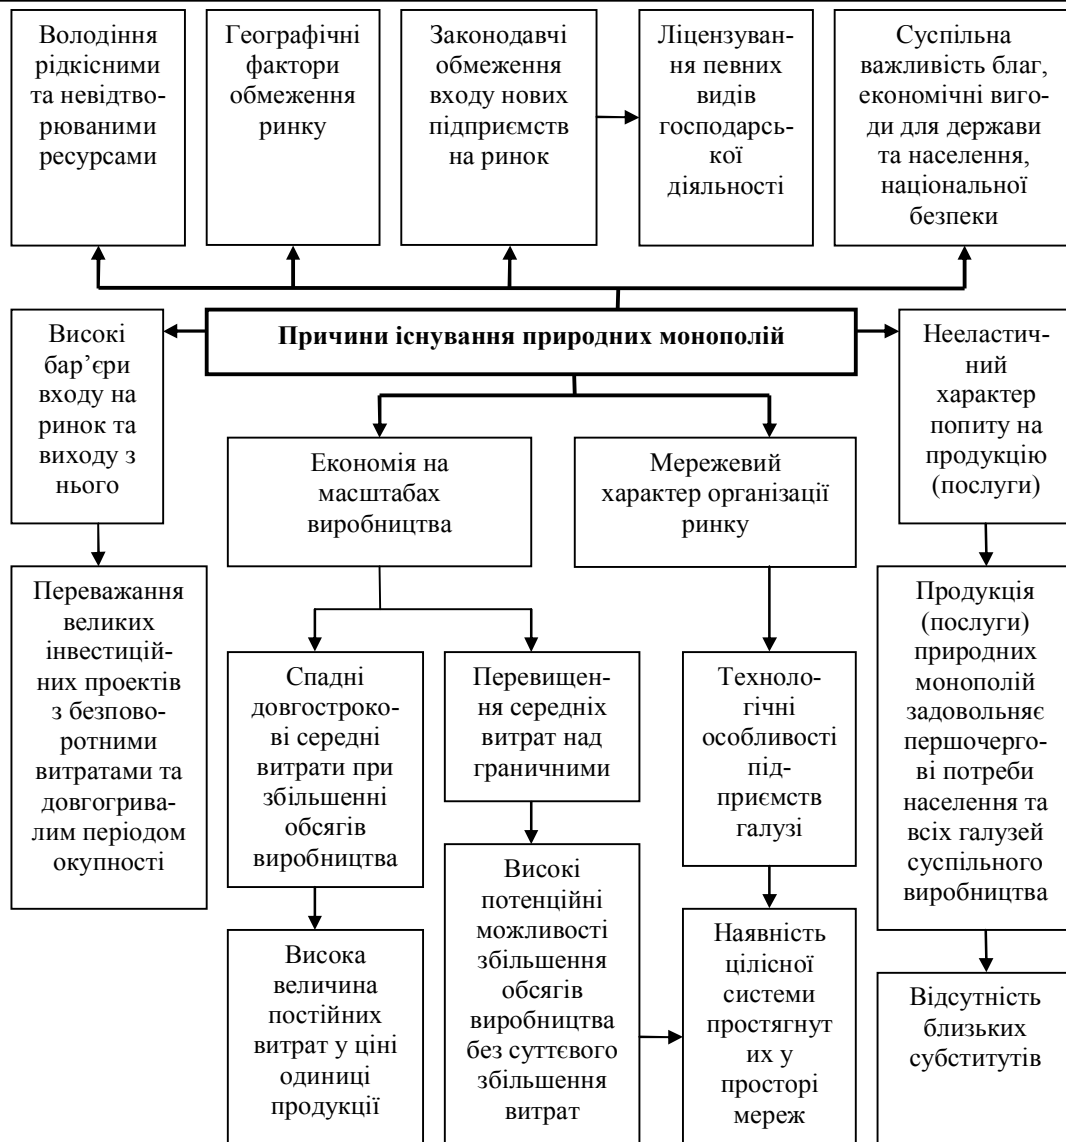 Володіння
рідкісними
та невідтво-
рюваними
ресурсами
Географічні
фактори
обмеження
ринку
Законодавчі
обмеження
входу нових
підприємств
на ринок
Ліцензуван-
ня певних
видів
господарсь-
кої
діяльності
Суспільна
важливість благ,
економічні виго-
ди для держави
та населення,
національної
безпеки
Причини існування природних монополій
Високі
бар’єри
входу на
ринок та
виходу з
нього
Економія на
масштабах
виробництва
Мережевий
характер організації
ринку
Нееластич-
ний
характер
попиту на
продукцію
(послуги)
Переважання
великих
інвестицій-
них проектів
з безпово-
ротними
витратами та
довгогрива-
лим періодом
окупності
Спадні
довгостроко-
ві середні
витрати при
збільшенні
обсягів
виробництва
Перевищен-
ня середніх
витрат над
граничними
Техноло-
гічні
особливості
під-
приємств
галузі
Продукція
(послуги)
природних
монополій
задовольняє
першочерго-
ві потреби
населення та
всіх галузей
суспільного
виробництва
Висока
величина
постійних
витрат у ціні
одиниці
продукції
Високі
потенційні
можливості
збільшення
обсягів
виробництва
без суттєвого
збільшення
витрат
Наявність
цілісної
системи
простягнут
их у
просторі
мереж
Відсутність
близьких
субститутів